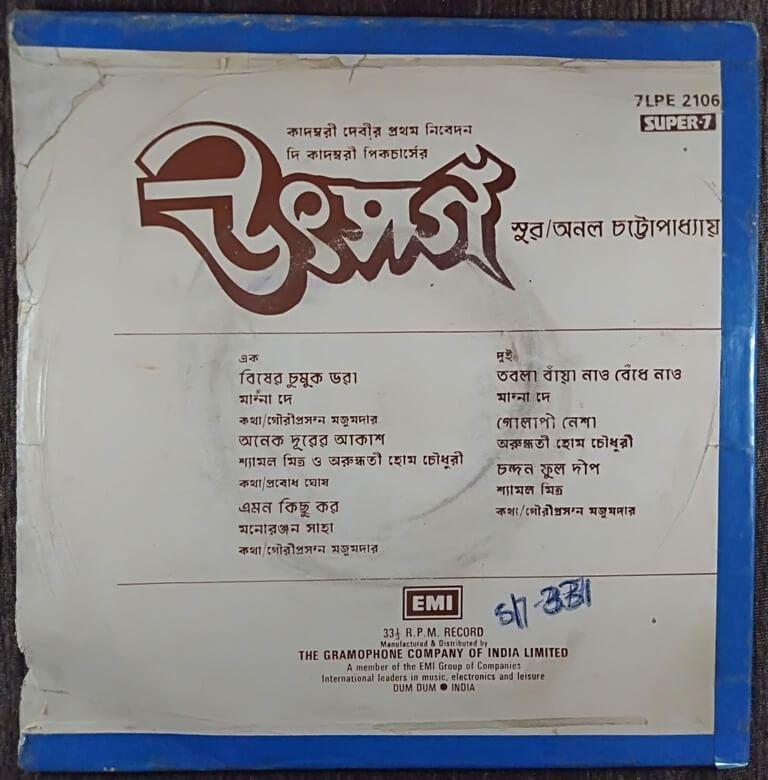 7LPE 2106
SUPER-7
কাদম্বরী দেবীর প্রথম নিবেদন
দি কাদম্বরী পিকচার্সের
উৎসর্গ
সুর/অনল চট্টোপাধ্যায়
এক
বিষের চুমুক ভরা
মান্না দে
কথা/গৌরীপ্রসন্ন মজুমদার
অনেক দূরের আকাশ
শ্যামল মিত্র ও অরুন্ধতী হোম চৌধুরী
কথা/প্রবোধ ঘোষ
এমন কিছু কর
মনোরঞ্জন সাহা
কথা/গৌরীপ্রসন্ন মজুমদার
দুই
তবলা বাঁয়া নাও বেঁধে নাও
মান্না দে
গোলাপী নেশা
অরুন্ধতী হোম চৌধুরী
চন্দন ফুল দীপ
শ্যামল মিত্র
কথা/গৌরীপ্রসন্ন মজুমদার
EMI
33⅓ R.P.M. RECORD
Manufactured & Distributed by
THE GRAMOPHONE COMPANY OF INDIA LIMITED
A member of the EMI Group of Companies
International leaders in music, electronics and leisure
DUM DUM ● INDIA